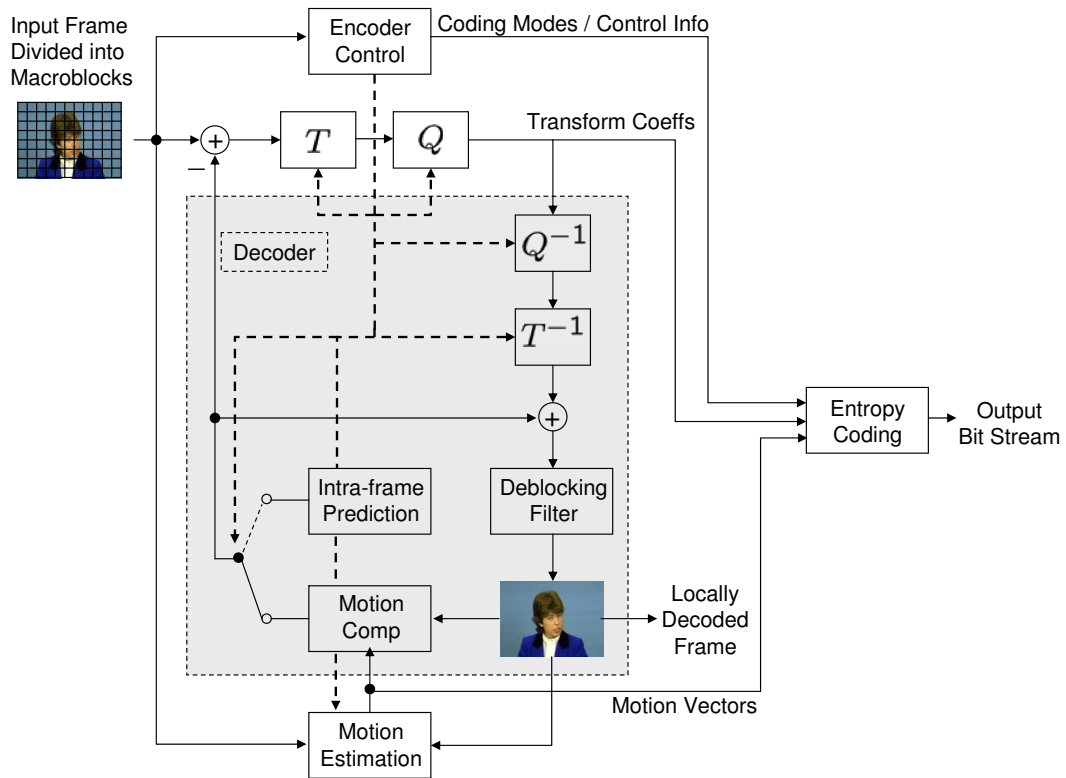 Input Frame
Divided into
Macroblocks
Encoder
Control
Coding Modes / Control Info
+
−
T
Q
Transform Coeffs
Decoder
Q⁻¹
T⁻¹
+
Entropy
Coding
Output
Bit Stream
Intra-frame
Prediction
Deblocking
Filter
Motion
Comp
Locally
Decoded
Frame
Motion Vectors
Motion
Estimation